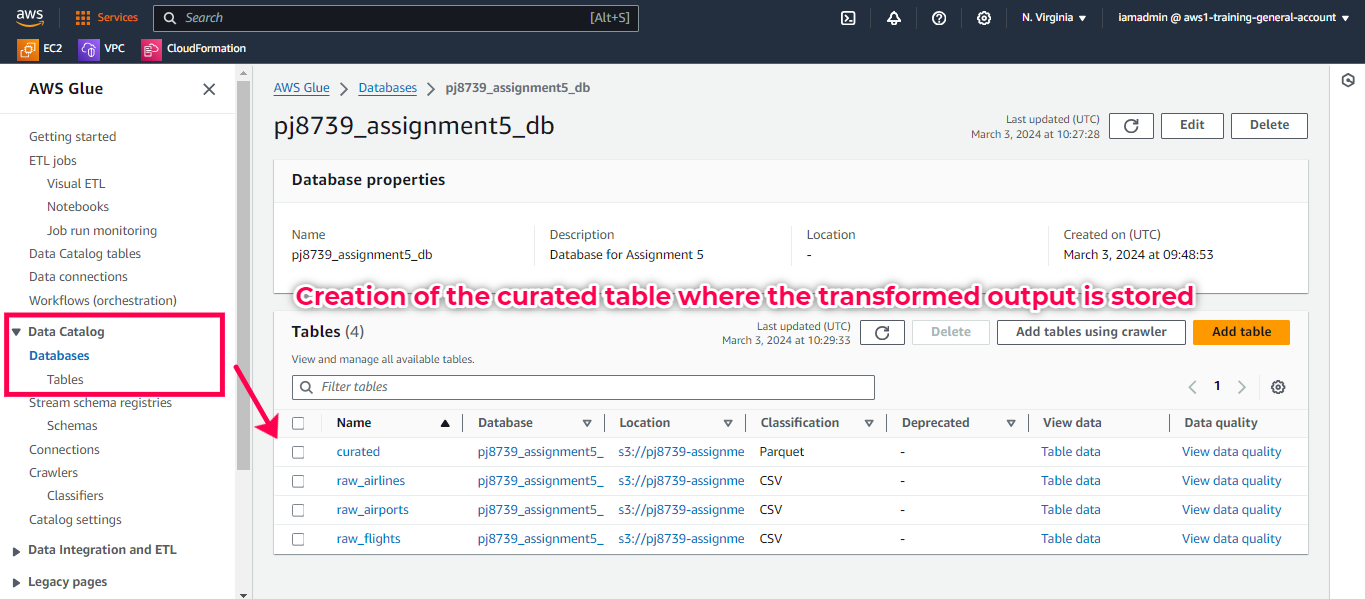 aws Services Search [Alt+S] N. Virginia iamadmin @ aws1-training-general-account
EC2 VPC CloudFormation
AWS Glue
Getting started
ETL jobs
Visual ETL
Notebooks
Job run monitoring
Data Catalog tables
Data connections
Workflows (orchestration)
Data Catalog
Databases
Tables
Stream schema registries
Schemas
Connections
Crawlers
Classifiers
Catalog settings
Data Integration and ETL
Legacy pages
AWS Glue Databases pj8739_assignment5_db
pj8739_assignment5_db
Last updated (UTC)
March 3, 2024 at 10:27:28
Edit Delete
Database properties
Name Description Location Created on (UTC)
pj8739_assignment5_db Database for Assignment 5 - March 3, 2024 at 09:48:53
Creation of the curated table where the transformed output is stored
Tables (4)
Last updated (UTC)
March 3, 2024 at 10:29:33
Delete Add tables using crawler Add table
View and manage all available tables.
Filter tables
1
Name Database Location Classification Deprecated View data Data quality
curated pj8739_assignment5_ s3://pj8739-assignme Parquet - Table data View data quality
raw_airlines pj8739_assignment5_ s3://pj8739-assignme CSV - Table data View data quality
raw_airports pj8739_assignment5_ s3://pj8739-assignme CSV - Table data View data quality
raw_flights pj8739_assignment5_ s3://pj8739-assignme CSV - Table data View data quality